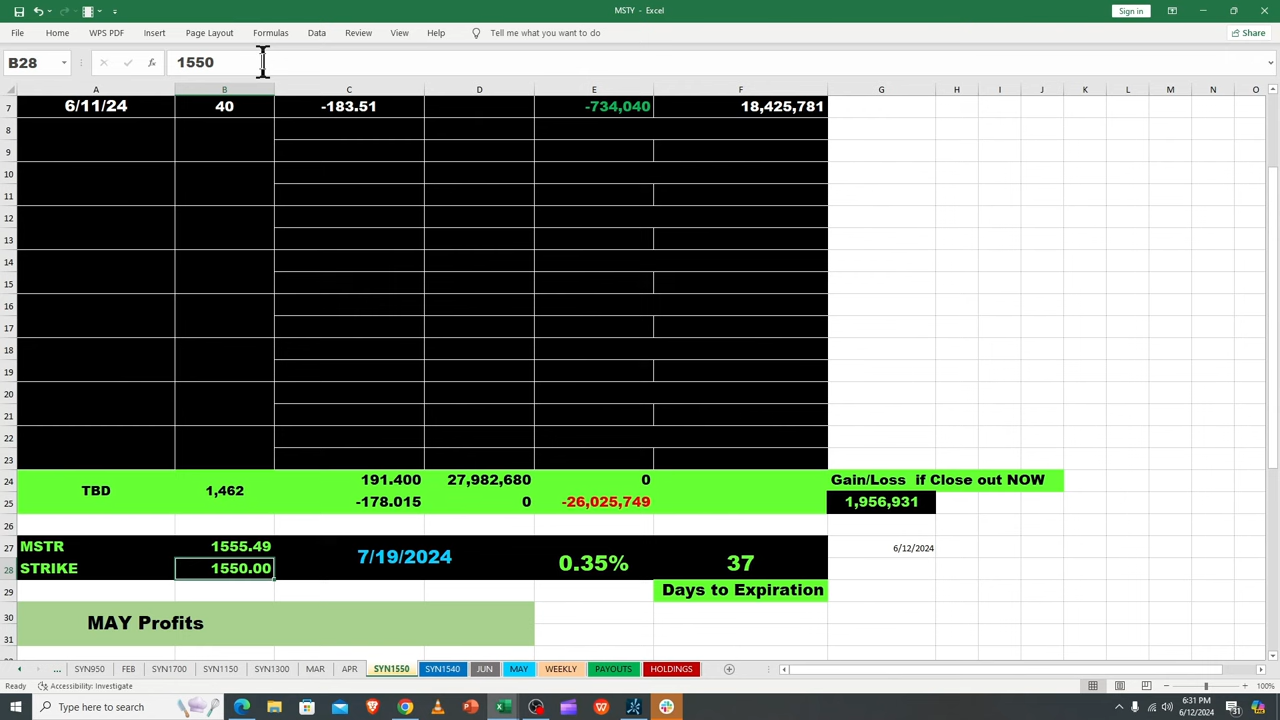 MSTY - Excel
Sign in
File Home WPS PDF Insert Page Layout Formulas Data Review View Help Tell me what you want to do Share
B28 fx 1550
A B C D E F G H I J K L M N O
7 6/11/24 40 -183.51 -734,040 18,425,781
8
9
10
11
12
13
14
15
16
17
18
19
20
21
22
23
24 TBD 1,462 191.400 27,982,680 0 Gain/Loss if Close out NOW
25 -178.015 0 -26,025,749 1,956,931
26
27 MSTR 1555.49 7/19/2024 0.35% 37 6/12/2024
28 STRIKE 1550.00
29 Days to Expiration
30 MAY Profits
31
... SYN950 FEB SYN1700 SYN1150 SYN1300 MAR APR SYN1550 SYN1540 JUN MAY WEEKLY PAYOUTS HOLDINGS
Ready Accessibility: Investigate 100%
Type here to search 6:31 PM
6/12/2024